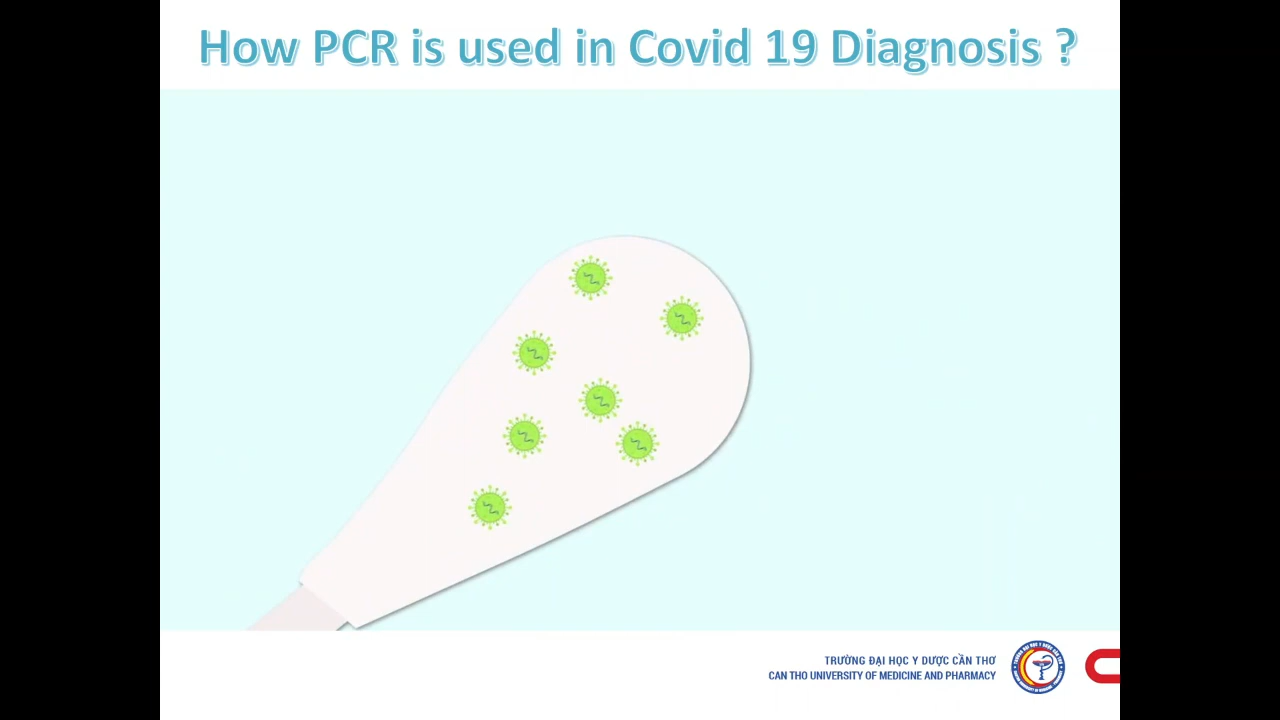 How PCR is used in Covid 19 Diagnosis ?
TRƯỜNG ĐẠI HỌC Y DƯỢC CẦN THƠ
CAN THO UNIVERSITY OF MEDICINE AND PHARMACY